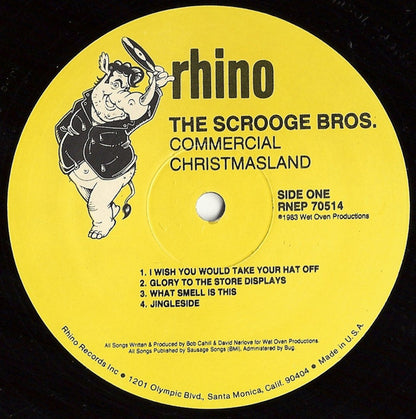 rhino
THE SCROOGE BROS.
COMMERCIAL
CHRISTMASLAND
SIDE ONE
RNEP 70514
℗1983 Wet Oven Productions
1. I WISH YOU WOULD TAKE YOUR HAT OFF
2. GLORY TO THE STORE DISPLAYS
3. WHAT SMELL IS THIS
4. JINGLESIDE
All Songs Written & Produced by Bob Cahill & David Nerlove for Wet Oven Productions
All Songs Published by Sausage Songs (BMI), Administered by Bug
Rhino Records Inc • 1201 Olympic Blvd., Santa Monica, Calif. 90404 • Made in U.S.A.